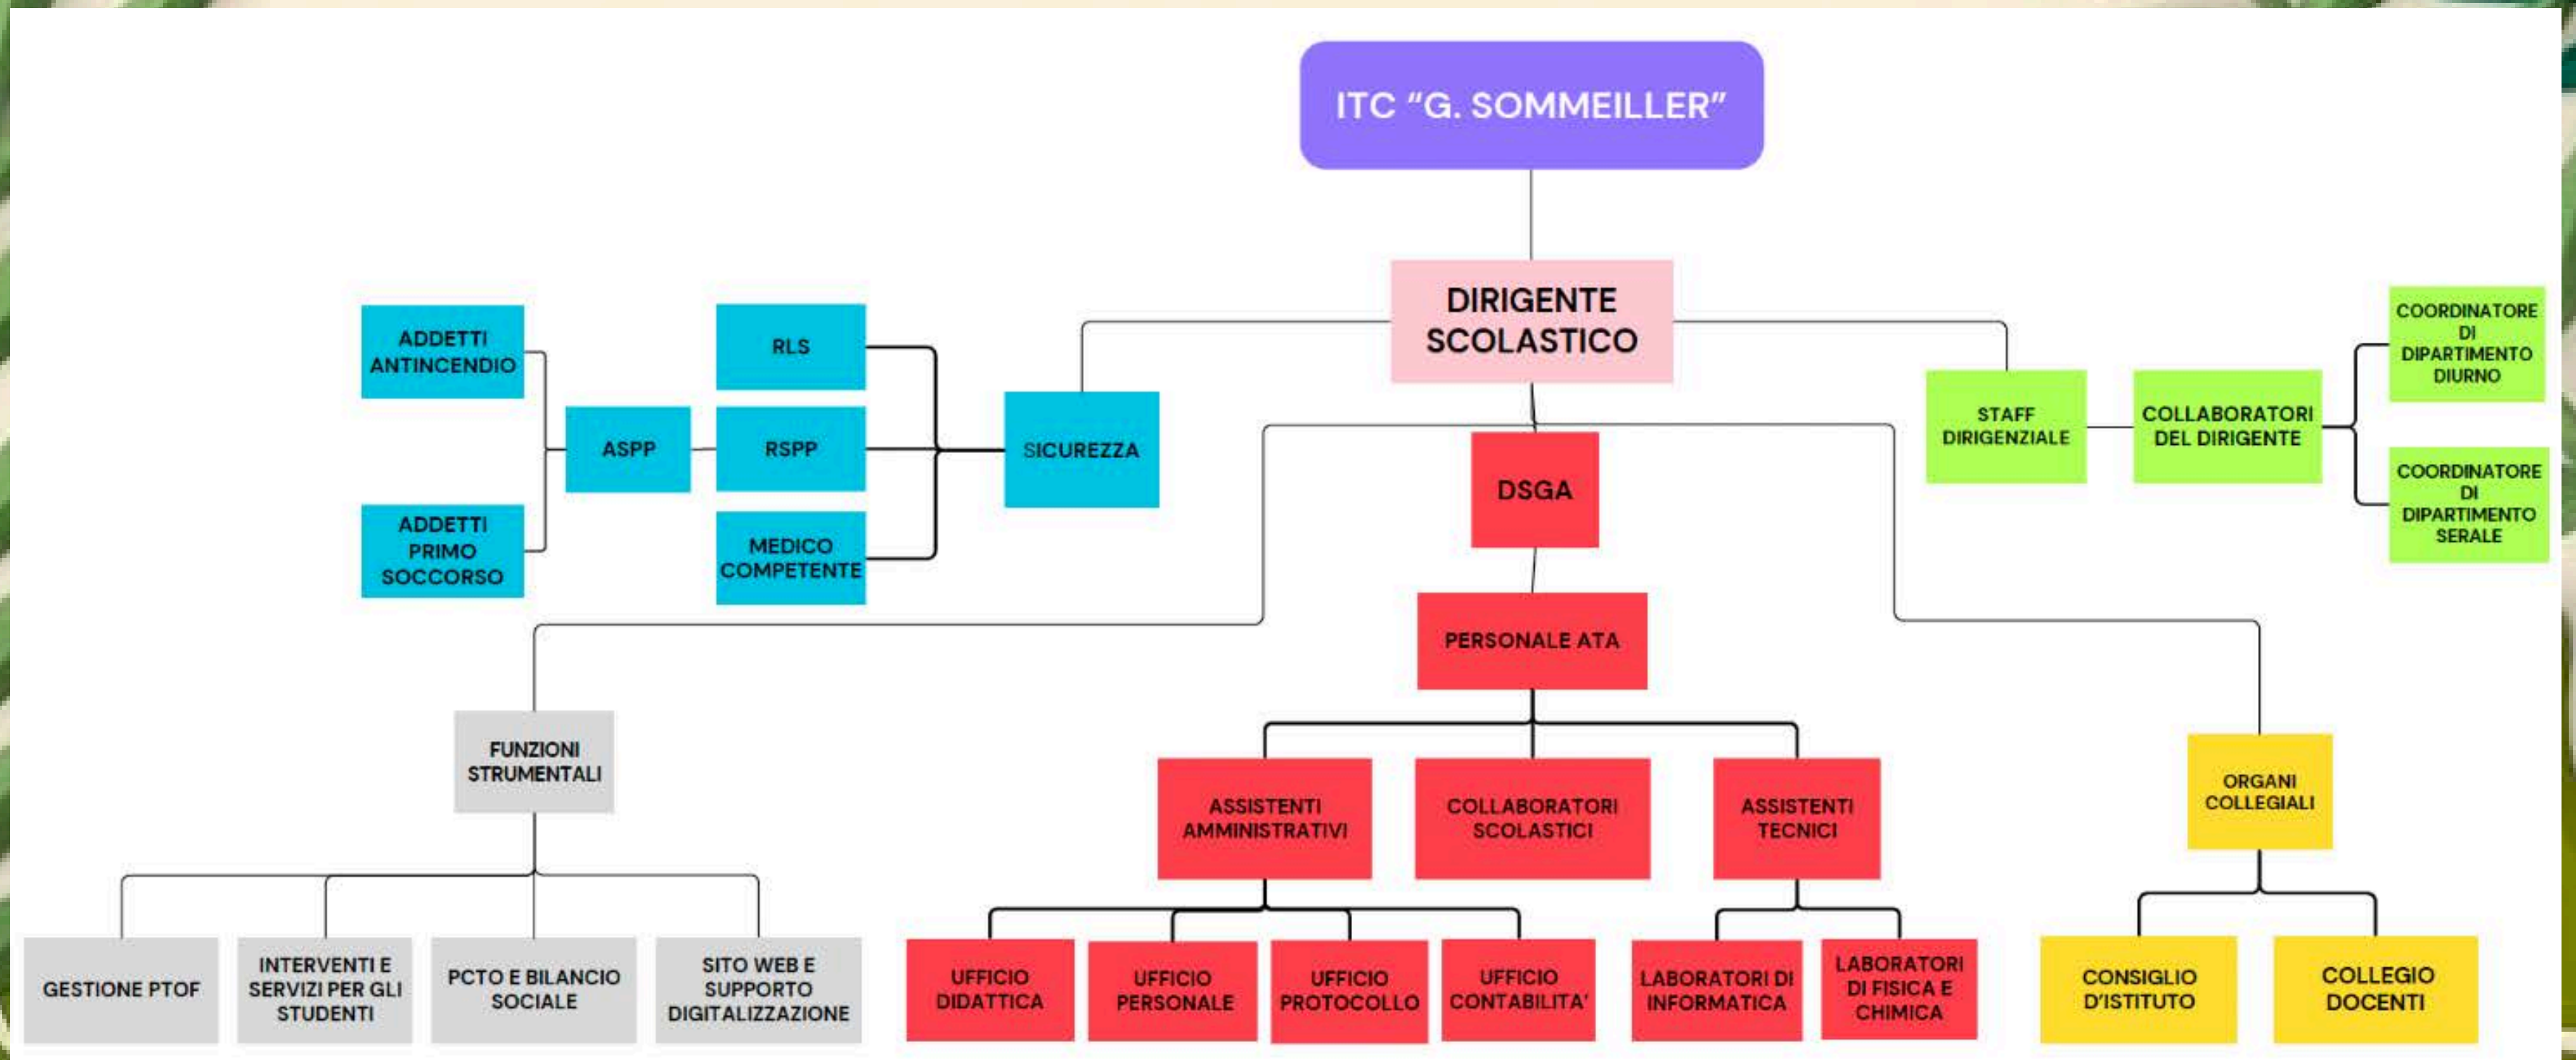 ITC “G. SOMMEILLER”
DIRIGENTE
SCOLASTICO
ADDETTI
ANTINCENDIO
RLS
ASPP
RSPP
SICUREZZA
ADDETTI
PRIMO
SOCCORSO
MEDICO
COMPETENTE
STAFF
DIRIGENZIALE
COLLABORATORI
DEL DIRIGENTE
COORDINATORE
DI
DIPARTIMENTO
DIURNO
COORDINATORE
DI
DIPARTIMENTO
SERALE
DSGA
PERSONALE ATA
FUNZIONI
STRUMENTALI
ASSISTENTI
AMMINISTRATIVI
COLLABORATORI
SCOLASTICI
ASSISTENTI
TECNICI
ORGANI
COLLEGIALI
GESTIONE PTOF
INTERVENTI E
SERVIZI PER GLI
STUDENTI
PCTO E BILANCIO
SOCIALE
SITO WEB E
SUPPORTO
DIGITALIZZAZIONE
UFFICIO
DIDATTICA
UFFICIO
PERSONALE
UFFICIO
PROTOCOLLO
UFFICIO
CONTABILITA’
LABORATORI DI
INFORMATICA
LABORATORI
DI FISICA E
CHIMICA
CONSIGLIO
D’ISTITUTO
COLLEGIO
DOCENTI